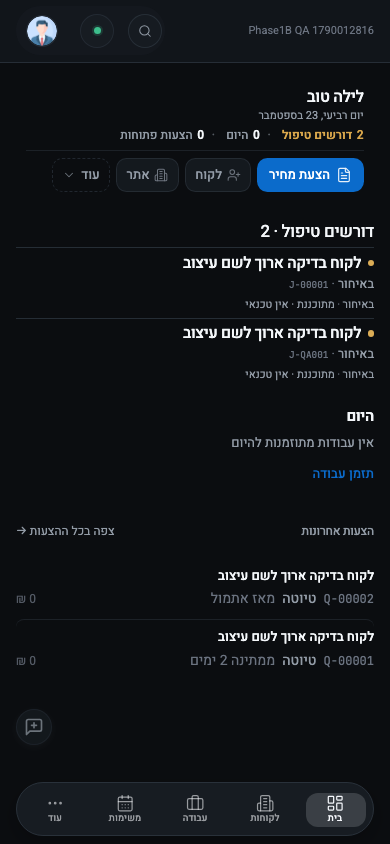 Phase1B QA 1790012816
לילה טוב
יום רביעי, 23 בספטמבר
2 דורשים טיפול · 0 היום · 0 הצעות פתוחות
הצעת מחיר
לקוח
אתר
עוד
דורשים טיפול · 2
לקוח בדיקה ארוך לשם עיצוב
באיחור · J-00001
באיחור · מתוכננת · אין טכנאי
לקוח בדיקה ארוך לשם עיצוב
באיחור · J-QA001
באיחור · מתוכננת · אין טכנאי
היום
אין עבודות מתוזמנות להיום
תזמן עבודה
הצעות אחרונות
צפה בכל ההצעות →
לקוח בדיקה ארוך לשם עיצוב
Q-00002 טיוטה מאז אתמול
0 ₪
לקוח בדיקה ארוך לשם עיצוב
Q-00001 טיוטה ממתינה 2 ימים
0 ₪
בית
לקוחות
עבודה
משימות
עוד